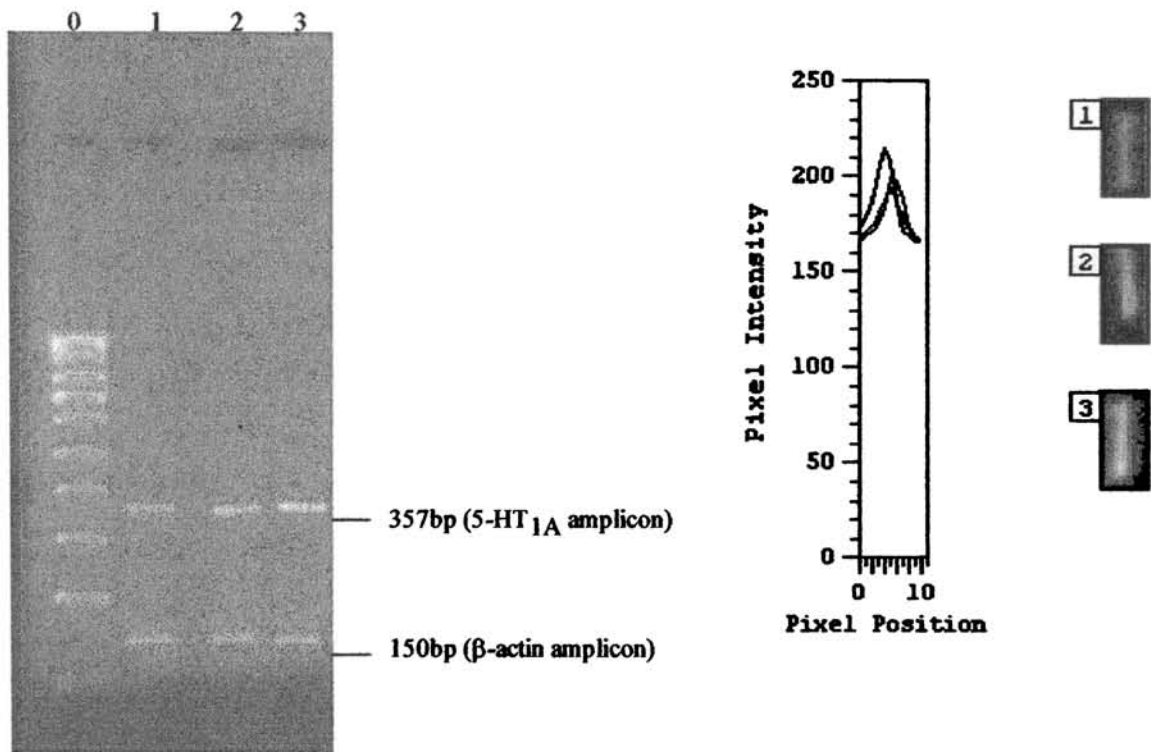 0 1 2 3
357bp (5-HT1A amplicon)
150bp (β-actin amplicon)
250
200
150
100
50
0
0 10
Pixel Intensity
Pixel Position
1
2
3